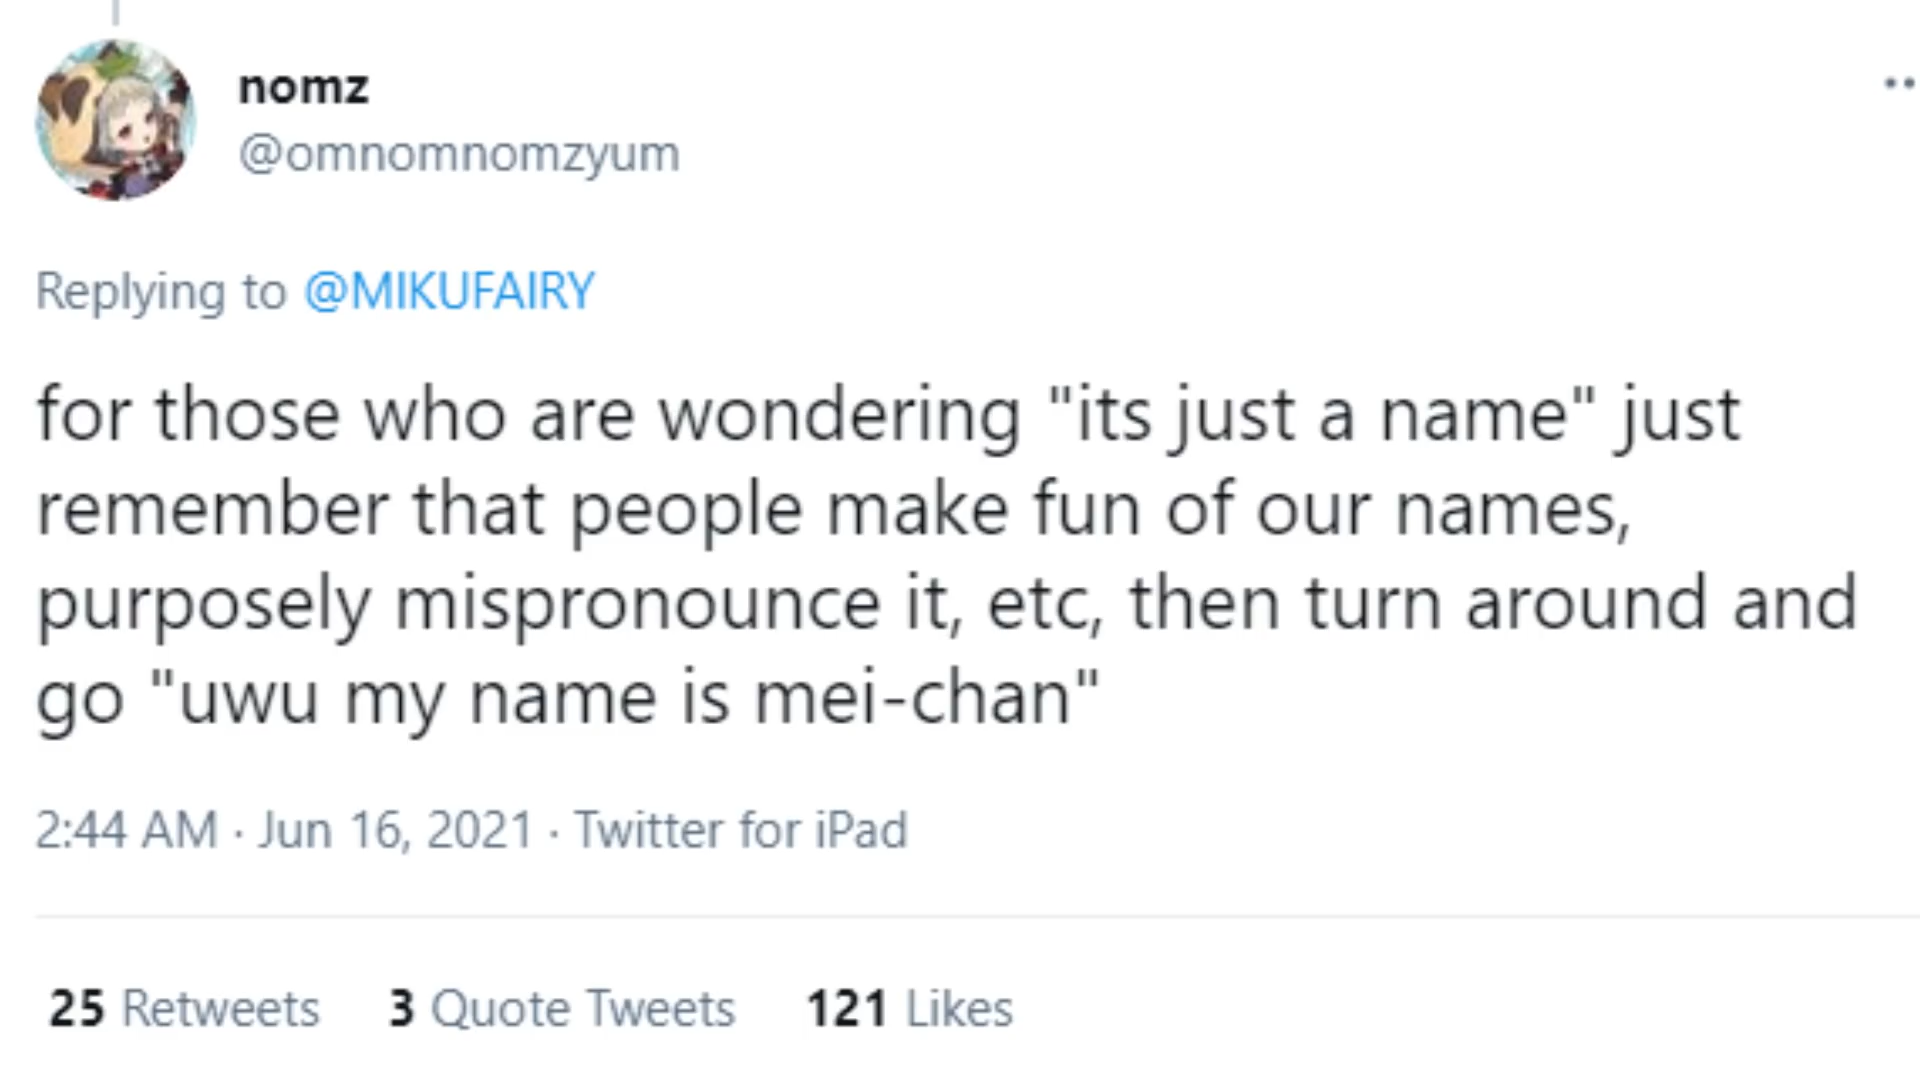 nomz
@omnomnomzyum
Replying to @MIKUFAIRY
for those who are wondering "its just a name" just
remember that people make fun of our names,
purposely mispronounce it, etc, then turn around and
go "uwu my name is mei-chan"
2:44 AM · Jun 16, 2021 · Twitter for iPad
25 Retweets 3 Quote Tweets 121 Likes